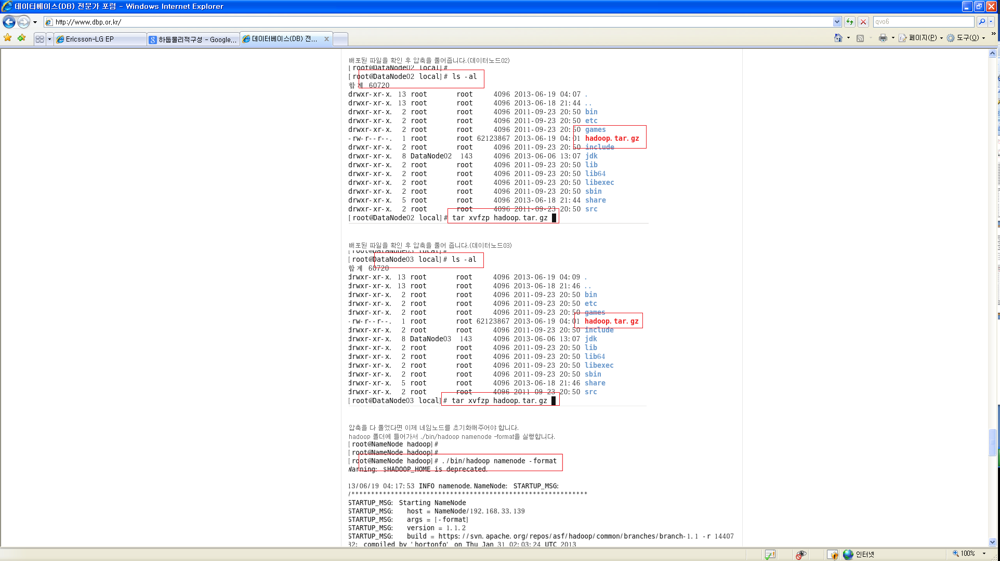 데이터베이스(DB) 전문가 포럼 - Windows Internet Explorer
http://www.dbp.or.kr/
qvo6
Ericsson-LG EP
하둡물리적구성 - Google...
데이터베이스(DB) 전...
페이지(P)
도구(O)
배포된 파일을 확인 후 압축을 풀어줍니다.(데이터노드02)
[root@DataNode02 local]#
[root@DataNode02 local]# ls -al
합계 60720
drwxr-xr-x. 13 root root 4096 2013-06-19 04:07 .
drwxr-xr-x. 13 root root 4096 2013-06-18 21:44 ..
drwxr-xr-x. 2 root root 4096 2011-09-23 20:50 bin
drwxr-xr-x. 2 root root 4096 2011-09-23 20:50 etc
drwxr-xr-x. 2 root root 4096 2011-09-23 20:50 games
-rw-r--r--. 1 root root 62123867 2013-06-19 04:01 hadoop.tar.gz
drwxr-xr-x. 2 root root 4096 2011-09-23 20:50 include
drwxr-xr-x. 8 DataNode02 143 4096 2013-06-06 13:07 jdk
drwxr-xr-x. 2 root root 4096 2011-09-23 20:50 lib
drwxr-xr-x. 2 root root 4096 2011-09-23 20:50 lib64
drwxr-xr-x. 2 root root 4096 2011-09-23 20:50 libexec
drwxr-xr-x. 2 root root 4096 2011-09-23 20:50 sbin
drwxr-xr-x. 5 root root 4096 2013-06-18 21:44 share
drwxr-xr-x. 2 root root 4096 2011-09-23 20:50 src
[root@DataNode02 local]# tar xvfzp hadoop.tar.gz
배포된 파일을 확인 후 압축을 풀어 줍니다.(데이터노드03)
[root@DataNode03 local]#
[root@DataNode03 local]# ls -al
합계 60720
drwxr-xr-x. 13 root root 4096 2013-06-19 04:09 .
drwxr-xr-x. 13 root root 4096 2013-06-18 21:46 ..
drwxr-xr-x. 2 root root 4096 2011-09-23 20:50 bin
drwxr-xr-x. 2 root root 4096 2011-09-23 20:50 etc
drwxr-xr-x. 2 root root 4096 2011-09-23 20:50 games
-rw-r--r--. 1 root root 62123867 2013-06-19 04:01 hadoop.tar.gz
drwxr-xr-x. 2 root root 4096 2011-09-23 20:50 include
drwxr-xr-x. 8 DataNode03 143 4096 2013-06-06 13:07 jdk
drwxr-xr-x. 2 root root 4096 2011-09-23 20:50 lib
drwxr-xr-x. 2 root root 4096 2011-09-23 20:50 lib64
drwxr-xr-x. 2 root root 4096 2011-09-23 20:50 libexec
drwxr-xr-x. 2 root root 4096 2011-09-23 20:50 sbin
drwxr-xr-x. 5 root root 4096 2013-06-18 21:46 share
drwxr-xr-x. 2 root root 4096 2011-09-23 20:50 src
[root@DataNode03 local]# tar xvfzp hadoop.tar.gz
압축을 다 풀었다면 이제 네임노드를 초기화해주어야 합니다.
hadoop 폴더에 들어가서 ./bin/hadoop namenode -format을 실행합니다.
[root@NameNode hadoop]#
[root@NameNode hadoop]#
[root@NameNode hadoop]# ./bin/hadoop namenode -format
Warning: $HADOOP_HOME is deprecated.
13/06/19 04:17:53 INFO namenode.NameNode: STARTUP_MSG:
/************************************************************
STARTUP_MSG: Starting NameNode
STARTUP_MSG: host = NameNode/192.168.33.139
STARTUP_MSG: args = [-format]
STARTUP_MSG: version = 1.1.2
STARTUP_MSG: build = https://svn.apache.org/repos/asf/hadoop/common/branches/branch-1.1 -r 14407
82; compiled by 'hortonfo' on Thu Jan 31 02:03:24 UTC 2013
인터넷
100%